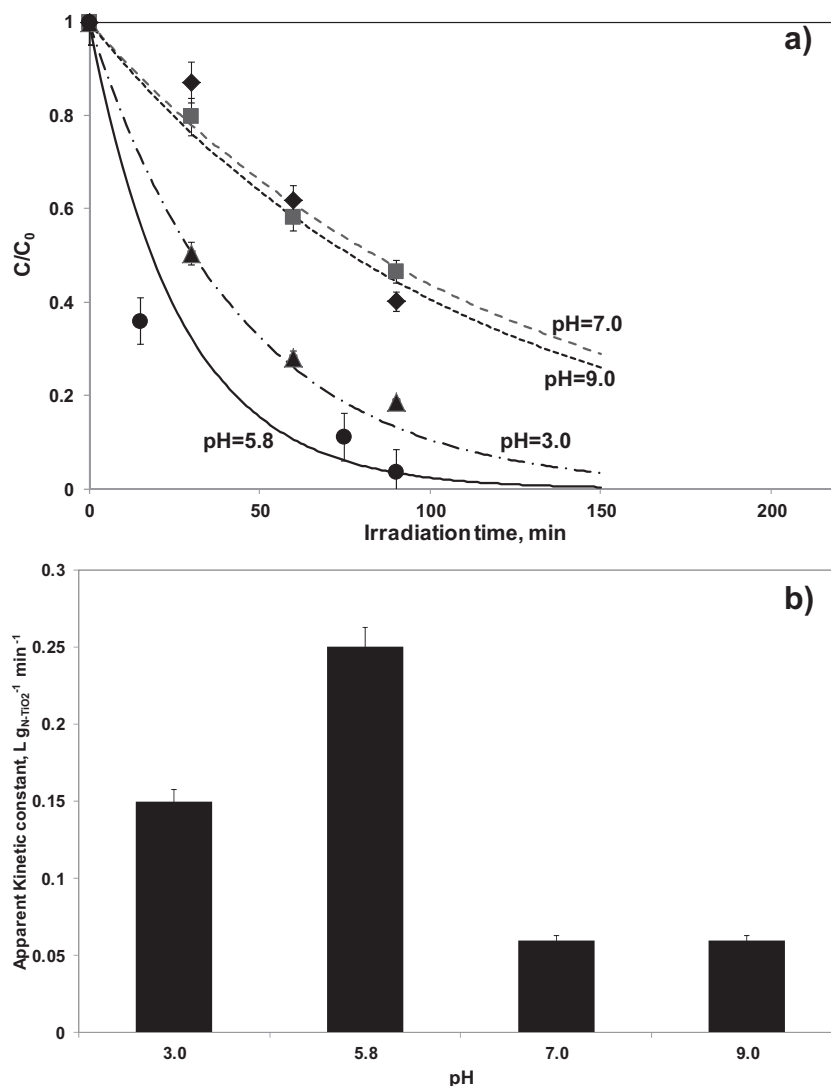 a)
1
0.8
0.6
0.4
0.2
0
C/C0
pH=7.0
pH=9.0
pH=5.8
pH=3.0
0 50 100 150 200
Irradiation time, min
b)
0.3
0.25
0.2
0.15
0.1
0.05
0
Apparent Kinetic constant, L gN-TiO2-1 min-1
3.0 5.8 7.0 9.0
pH